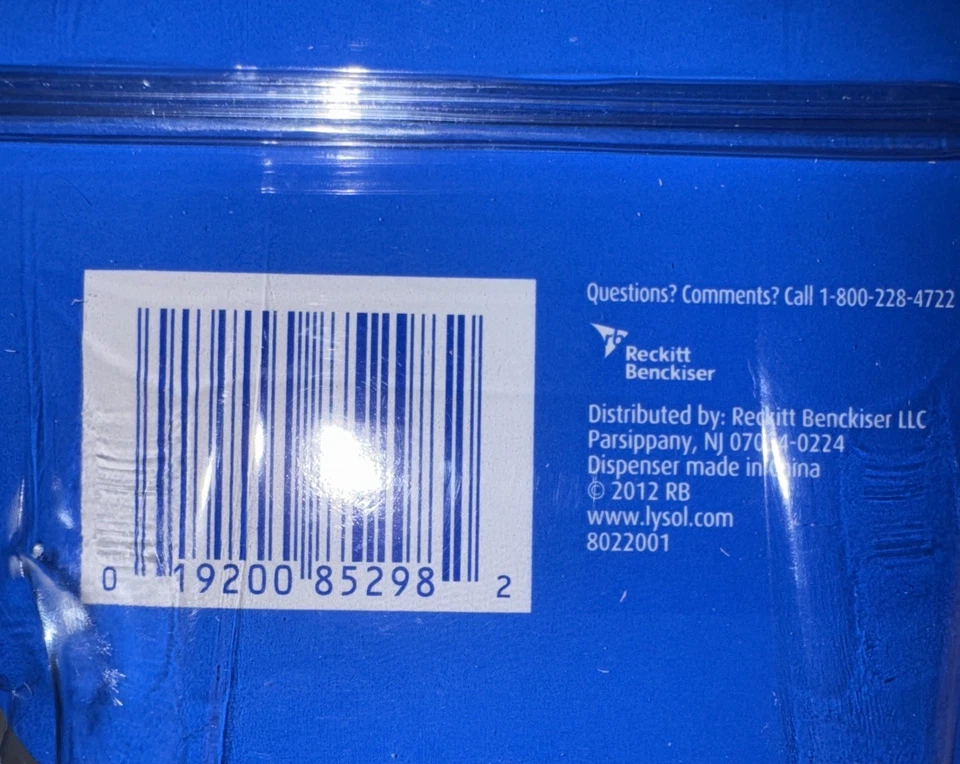 0 19200 85298 2
Questions? Comments? Call 1-800-228-4722
rb
Reckitt
Benckiser
Distributed by: Reckitt Benckiser LLC
Parsippany, NJ
Dispenser made in China
© 2012 RB
www.lysol.com
8022001